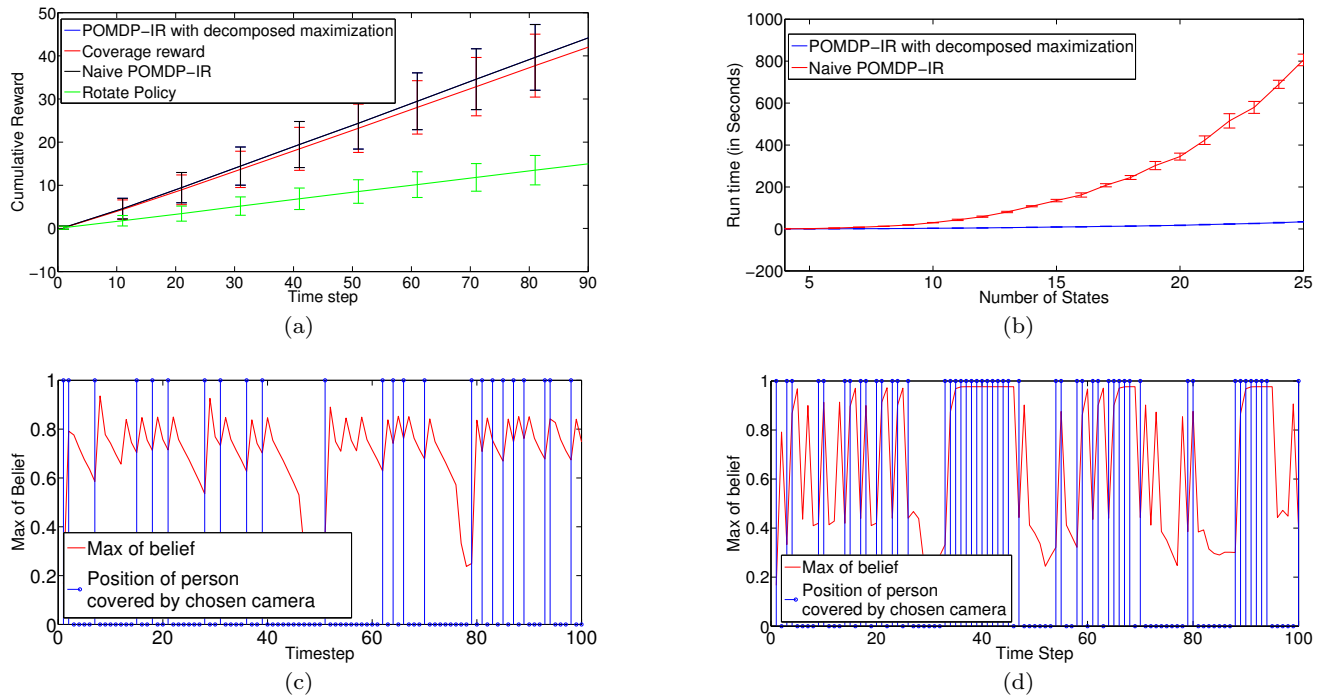 50
40
30
20
10
0
−10
Cumulative Reward
POMDP−IR with decomposed maximization
Coverage reward
Naive POMDP−IR
Rotate Policy
0 10 20 30 40 50 60 70 80 90
Time step
(a)
1000
800
600
400
200
0
−200
Run time (in Seconds)
POMDP−IR with decomposed maximization
Naive POMDP−IR
5 10 15 20 25
Number of States
(b)
1
0.8
0.6
0.4
0.2
0
Max of Belief
Max of belief
Position of person
covered by chosen camera
0 20 40 60 80 100
Timestep
(c)
1
0.8
0.6
0.4
0.2
0
Max of belief
Max of belief
Position of person
covered by chosen camera
0 20 40 60 80 100
Time Step
(d)